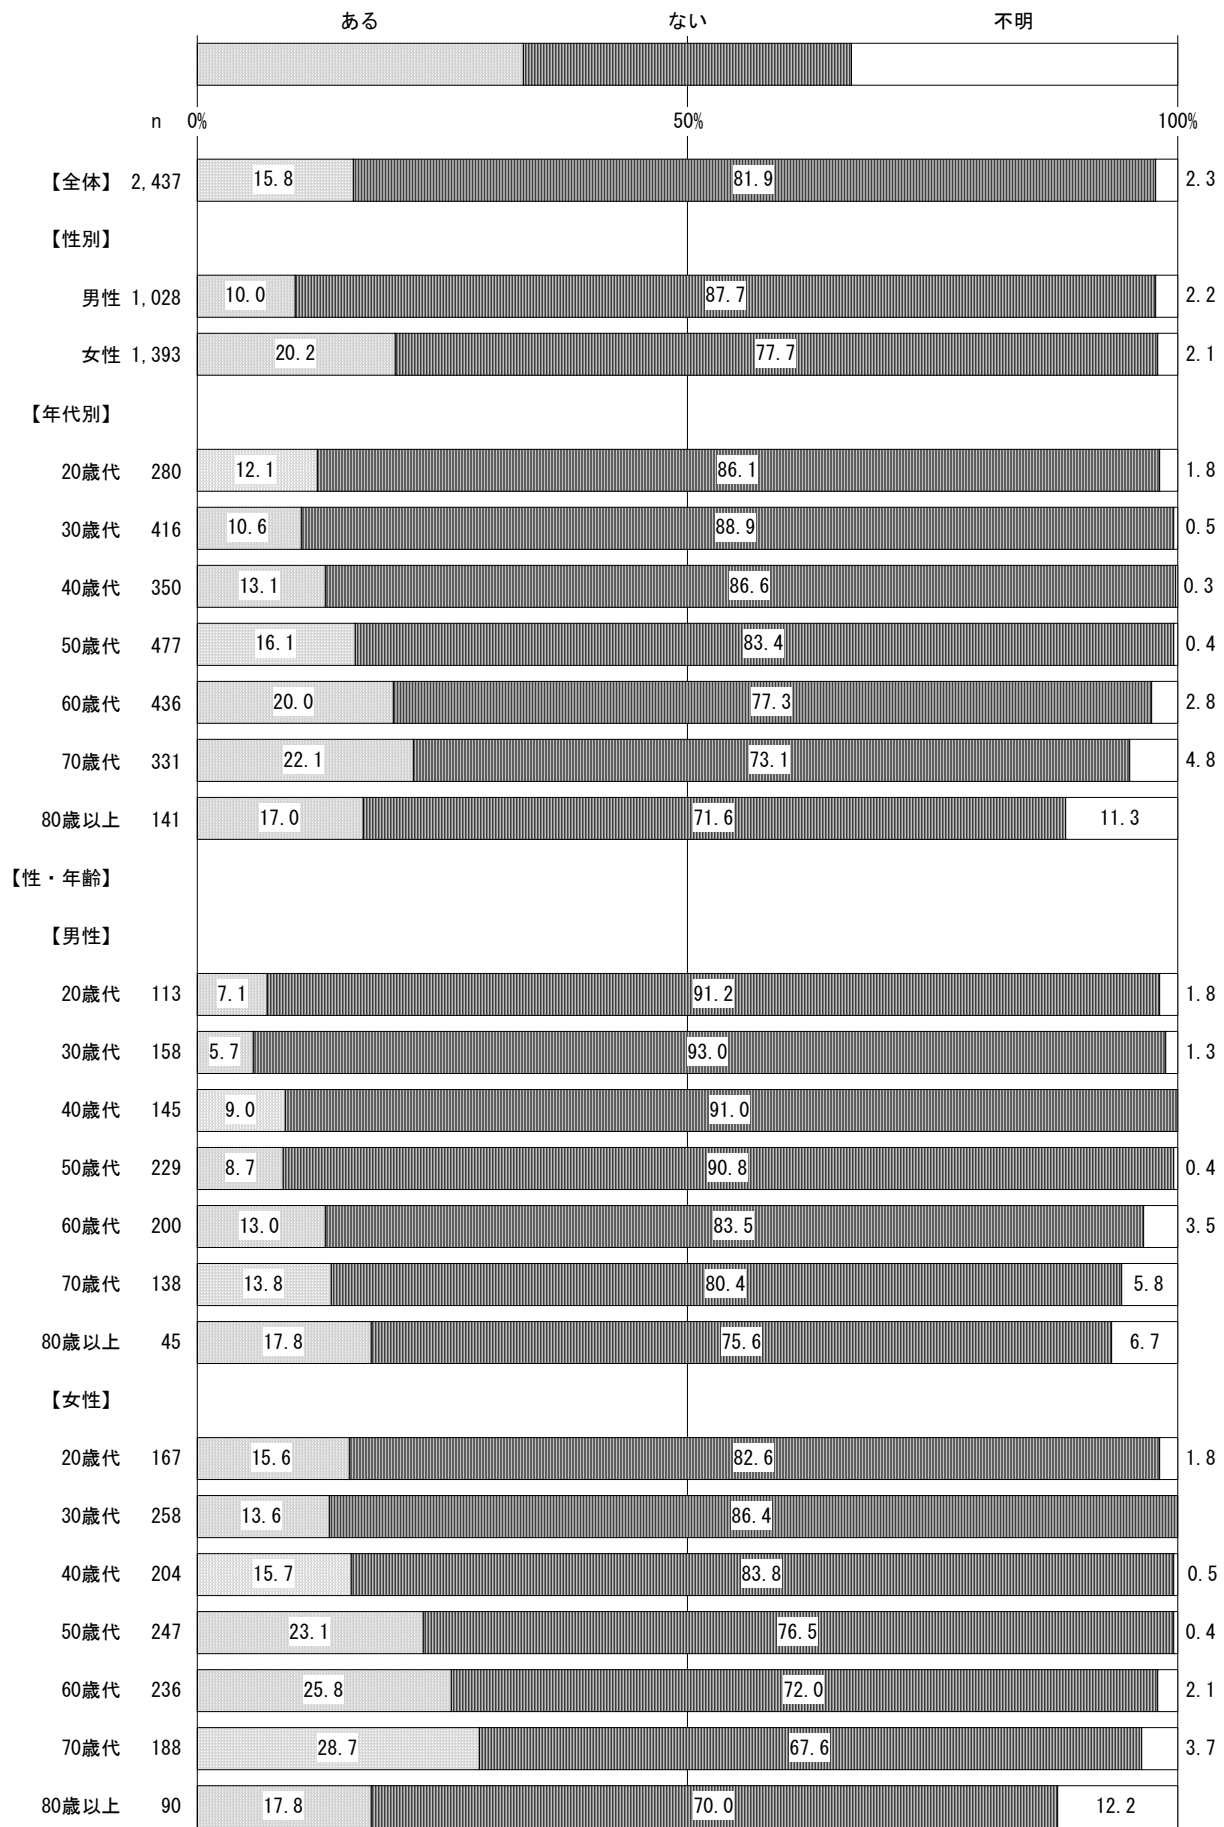 ある ない 不明
n 0% 50% 100%
【全体】 2,437 15.8 81.9 2.3
【性別】
男性 1,028 10.0 87.7 2.2
女性 1,393 20.2 77.7 2.1
【年代別】
20歳代 280 12.1 86.1 1.8
30歳代 416 10.6 88.9 0.5
40歳代 350 13.1 86.6 0.3
50歳代 477 16.1 83.4 0.4
60歳代 436 20.0 77.3 2.8
70歳代 331 22.1 73.1 4.8
80歳以上 141 17.0 71.6 11.3
【性・年齢】
【男性】
20歳代 113 7.1 91.2 1.8
30歳代 158 5.7 93.0 1.3
40歳代 145 9.0 91.0
50歳代 229 8.7 90.8 0.4
60歳代 200 13.0 83.5 3.5
70歳代 138 13.8 80.4 5.8
80歳以上 45 17.8 75.6 6.7
【女性】
20歳代 167 15.6 82.6 1.8
30歳代 258 13.6 86.4
40歳代 204 15.7 83.8 0.5
50歳代 247 23.1 76.5 0.4
60歳代 236 25.8 72.0 2.1
70歳代 188 28.7 67.6 3.7
80歳以上 90 17.8 70.0 12.2